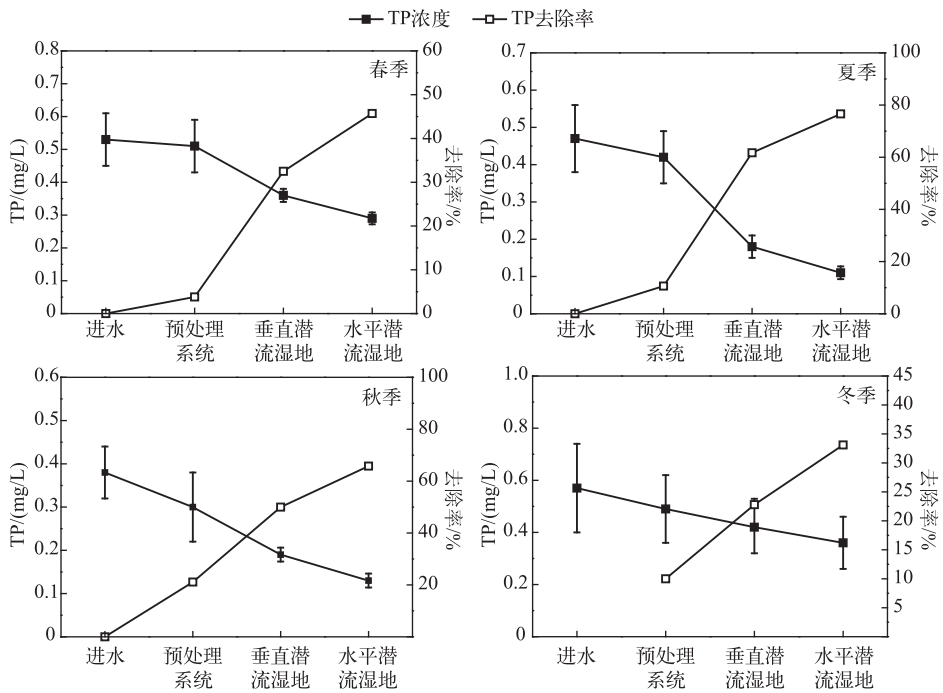 TP浓度 TP去除率
春季
0.8
0.7
0.6
0.5
0.4
0.3
0.2
0.1
0
TP/(mg/L)
60
50
40
30
20
10
0
去除率/%
进水 预处理 垂直潜 水平潜
系统 流湿地 流湿地
夏季
0.7
0.6
0.5
0.4
0.3
0.2
0.1
0
TP/(mg/L)
100
80
60
40
20
0
去除率/%
进水 预处理 垂直潜 水平潜
系统 流湿地 流湿地
秋季
0.6
0.5
0.4
0.3
0.2
0.1
0
TP/(mg/L)
100
80
60
40
20
去除率/%
进水 预处理 垂直潜 水平潜
系统 流湿地 流湿地
冬季
1.0
0.8
0.6
0.4
0.2
0
TP/(mg/L)
45
40
35
30
25
20
15
10
5
去除率/%
进水 预处理 垂直潜 水平潜
系统 流湿地 流湿地